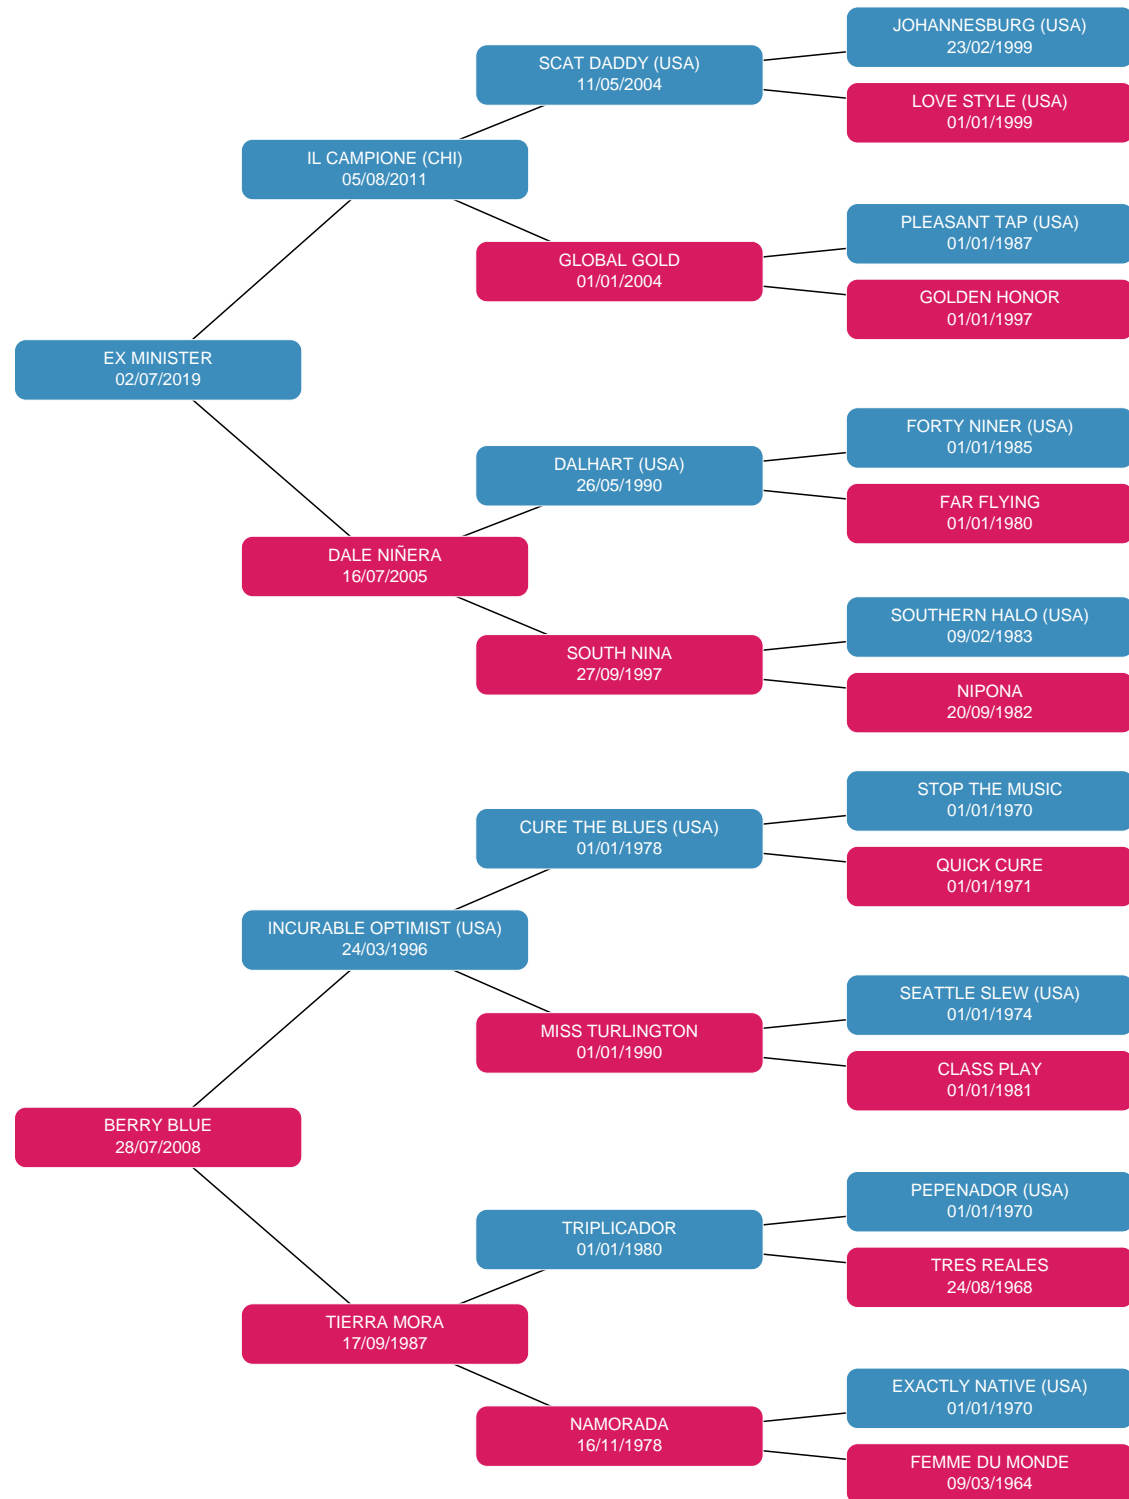 JOHANNESBURG (USA)
23/02/1999
SCAT DADDY (USA)
11/05/2004
LOVE STYLE (USA)
01/01/1999
IL CAMPIONE (CHI)
05/08/2011
PLEASANT TAP (USA)
01/01/1987
GLOBAL GOLD
01/01/2004
GOLDEN HONOR
01/01/1997
EX MINISTER
02/07/2019
FORTY NINER (USA)
01/01/1985
DALHART (USA)
26/05/1990
FAR FLYING
01/01/1980
DALE NIÑERA
16/07/2005
SOUTHERN HALO (USA)
09/02/1983
SOUTH NINA
27/09/1997
NIPONA
20/09/1982
STOP THE MUSIC
01/01/1970
CURE THE BLUES (USA)
01/01/1978
QUICK CURE
01/01/1971
INCURABLE OPTIMIST (USA)
24/03/1996
SEATTLE SLEW (USA)
01/01/1974
MISS TURLINGTON
01/01/1990
CLASS PLAY
01/01/1981
BERRY BLUE
28/07/2008
PEPENADOR (USA)
01/01/1970
TRIPLICADOR
01/01/1980
TRES REALES
24/08/1968
TIERRA MORA
17/09/1987
EXACTLY NATIVE (USA)
01/01/1970
NAMORADA
16/11/1978
FEMME DU MONDE
09/03/1964